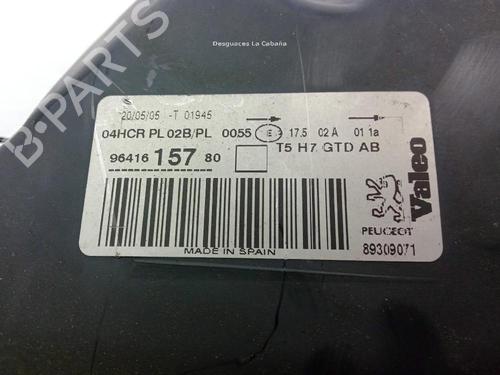 Desguaces La Cabaña
20/05/05 -T 01945
04HCR PL 02B/PL 0055 E 17.5 02 A 01 1a
96416 157 80 T5 H7 GTD AB
Valeo
PEUGEOT
MADE IN SPAIN
89309071